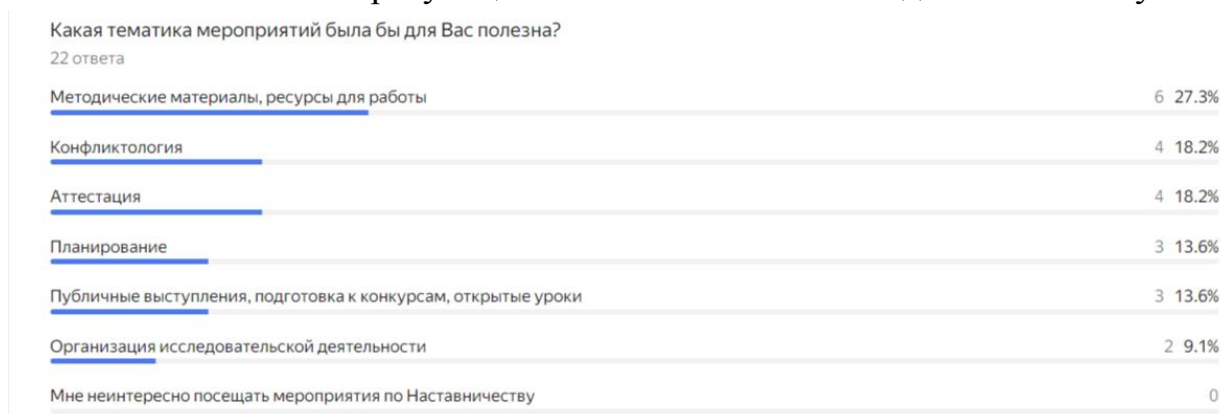 Какая тематика мероприятий была бы для Вас полезна?
22 ответа
Методические материалы, ресурсы для работы 6 27.3%
Конфликтология 4 18.2%
Аттестация 4 18.2%
Планирование 3 13.6%
Публичные выступления, подготовка к конкурсам, открытые уроки 3 13.6%
Организация исследовательской деятельности 2 9.1%
Мне неинтересно посещать мероприятия по Наставничеству 0